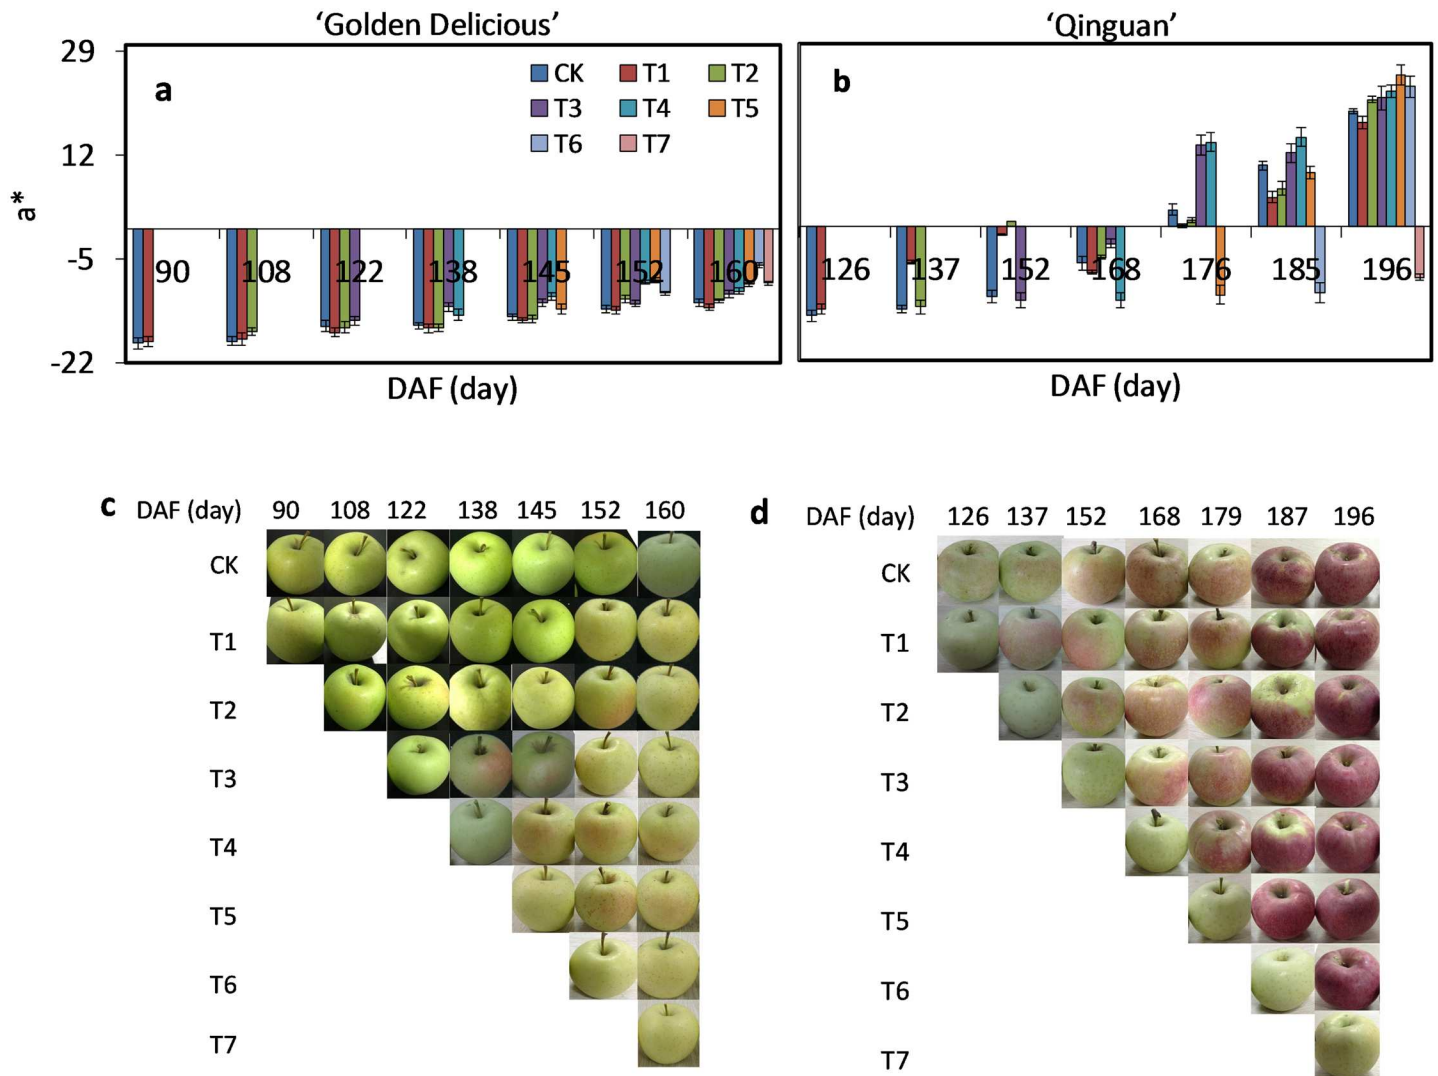 ‘Golden Delicious’
‘Qinguan’
29
12
-5
-22
a*
a
CK T1 T2
T3 T4 T5
T6 T7
90 108 122 138 145 152 160
DAF (day)
b
126 137 152 168 176 185 196
DAF (day)
c DAF (day) 90 108 122 138 145 152 160
CK
T1
T2
T3
T4
T5
T6
T7
d DAF (day) 126 137 152 168 179 187 196
CK
T1
T2
T3
T4
T5
T6
T7